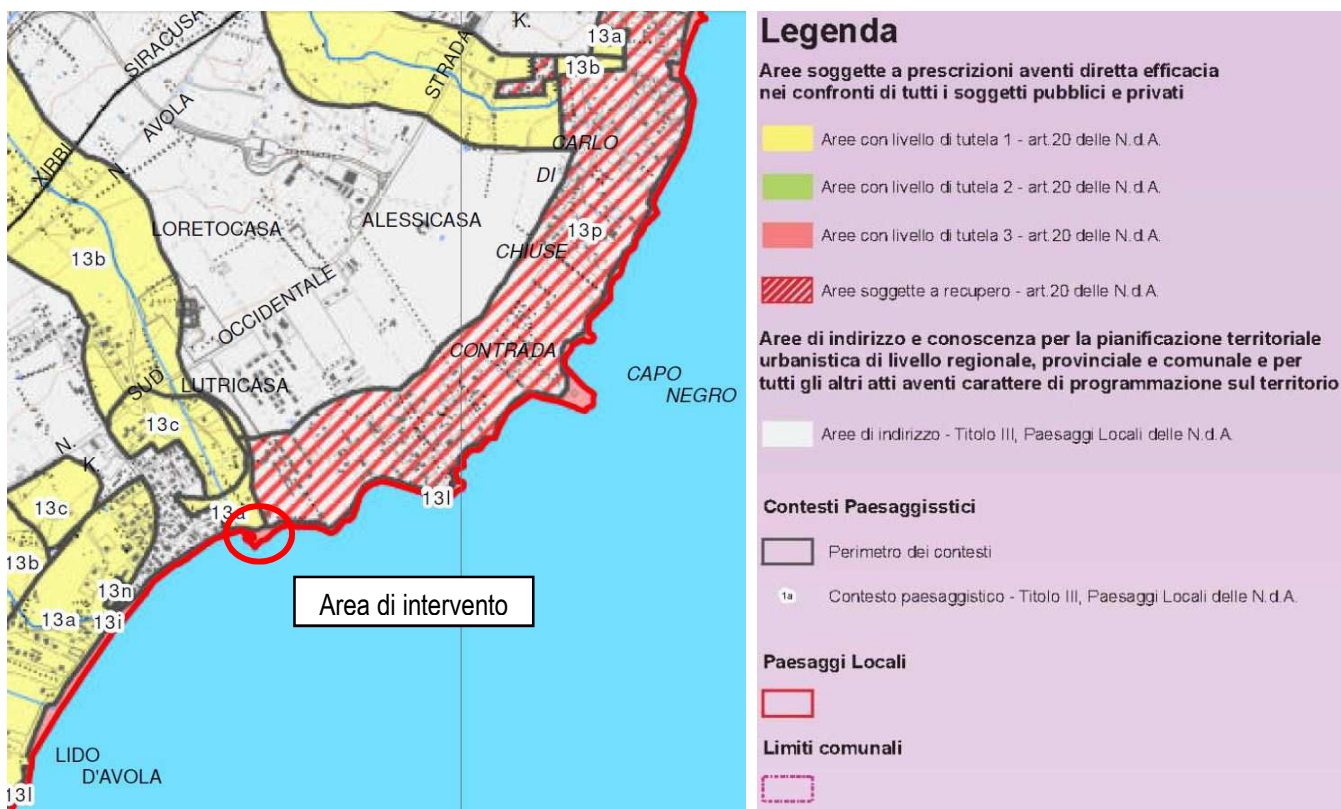 K.
13a
SIRACUSA
STRADA
13b
AVOLA
N.
XIRBI
CARLO
DI
LORETOCASA
ALESSICASA
13p
CHIUSE
13b
OCCIDENTALE
CONTRADA
CAPO
NEGRO
SUD
LUTRICASA
13c
N.
K.
13l
13c
13a
13b
13n
Area di intervento
13a
13i
LIDO
D'AVOLA
13l
Legenda
Aree soggette a prescrizioni aventi diretta efficacia
nei confronti di tutti i soggetti pubblici e privati
Aree con livello di tutela 1 - art.20 delle N.d.A.
Aree con livello di tutela 2 - art.20 delle N.d.A.
Aree con livello di tutela 3 - art.20 delle N.d.A.
Aree soggette a recupero - art.20 delle N.d.A.
Aree di indirizzo e conoscenza per la pianificazione territoriale
urbanistica di livello regionale, provinciale e comunale e per
tutti gli altri atti aventi carattere di programmazione sul territorio
Aree di indirizzo - Titolo III, Paesaggi Locali delle N.d.A.
Contesti Paesaggisstici
Perimetro dei contesti
1a
Contesto paesaggistico - Titolo III, Paesaggi Locali delle N.d.A.
Paesaggi Locali
Limiti comunali